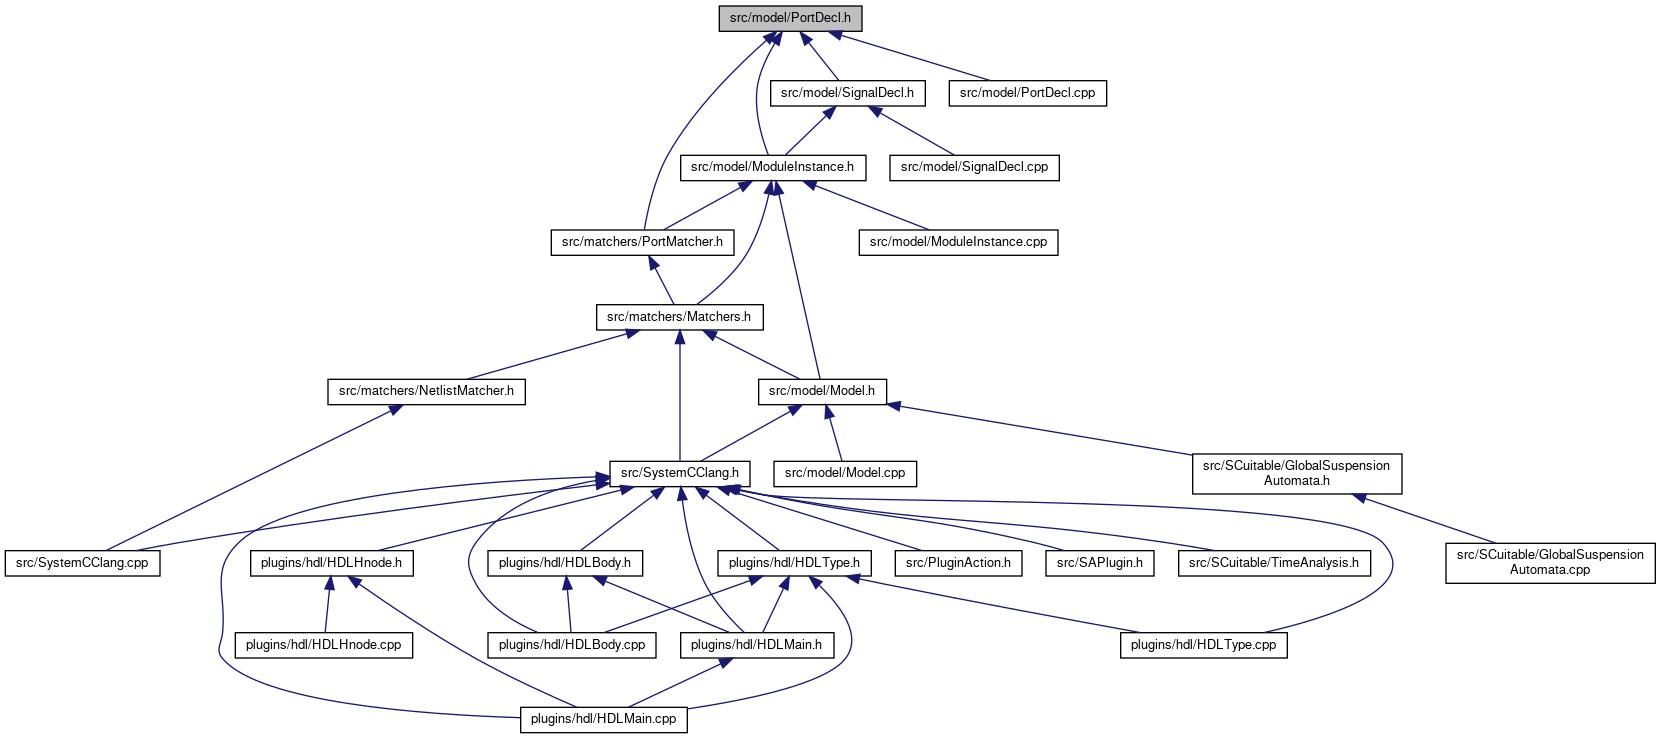 src/model/PortDecl.h
src/model/SignalDecl.h
src/model/PortDecl.cpp
src/model/ModuleInstance.h
src/model/SignalDecl.cpp
src/matchers/PortMatcher.h
src/model/ModuleInstance.cpp
src/matchers/Matchers.h
src/matchers/NetlistMatcher.h
src/model/Model.h
src/SystemCClang.h
src/model/Model.cpp
src/SCuitable/GlobalSuspension
Automata.h
src/SystemCClang.cpp
plugins/hdl/HDLHnode.h
plugins/hdl/HDLBody.h
plugins/hdl/HDLType.h
src/PluginAction.h
src/SAPlugin.h
src/SCuitable/TimeAnalysis.h
src/SCuitable/GlobalSuspension
Automata.cpp
plugins/hdl/HDLHnode.cpp
plugins/hdl/HDLBody.cpp
plugins/hdl/HDLMain.h
plugins/hdl/HDLType.cpp
plugins/hdl/HDLMain.cpp